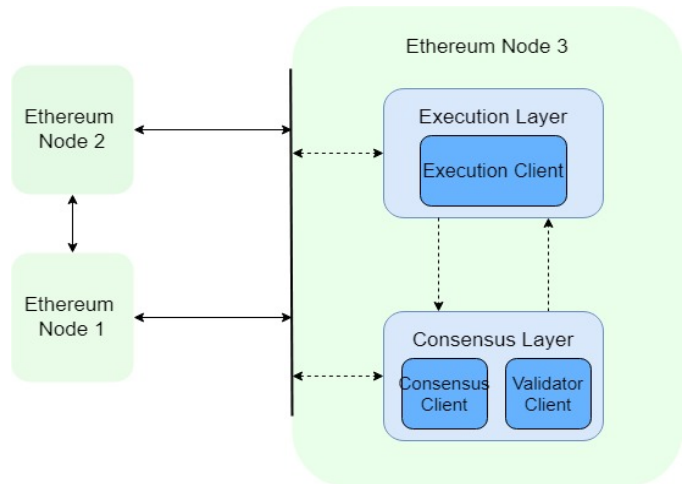 Ethereum Node 3
Ethereum
Node 2
Execution Layer
Execution Client
Ethereum
Node 1
Consensus Layer
Consensus
Client
Validator
Client